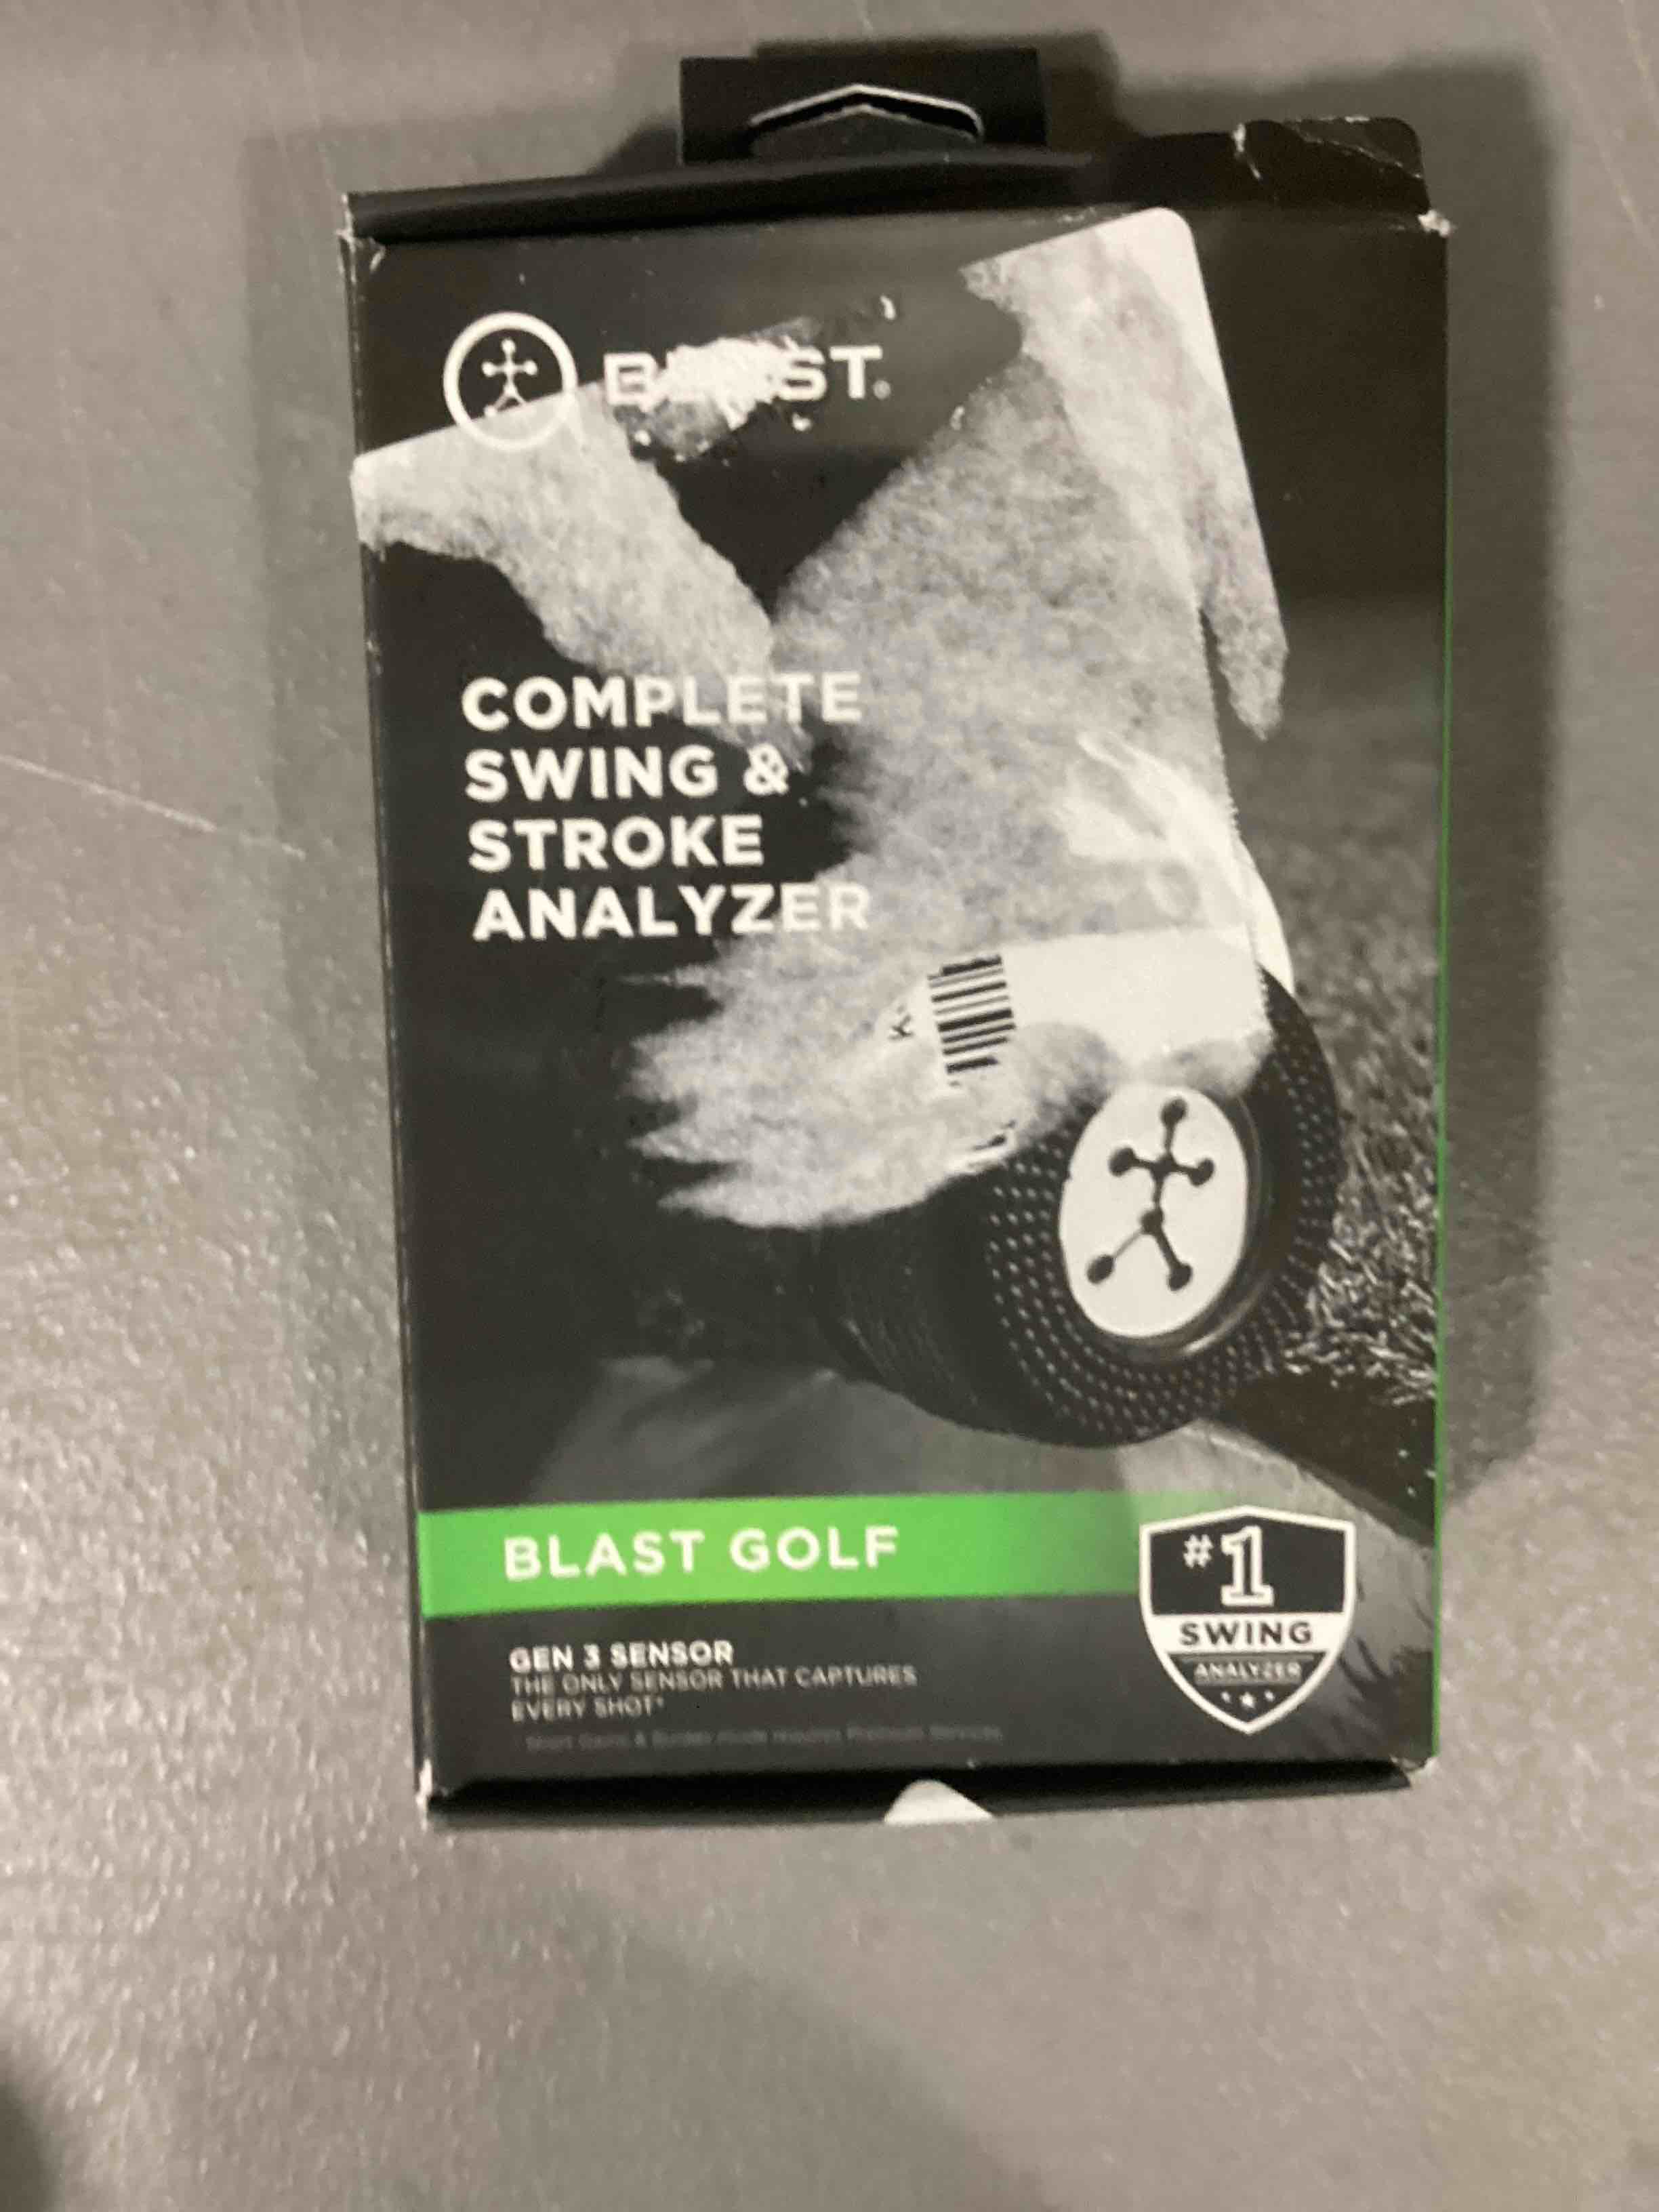 COMPLETE
SWING &
STROKE
ANALYZER
BLAST GOLF
#1
SWING
ANALYZER
GEN 3 SENSOR
THE ONLY SENSOR THAT CAPTURES
EVERY SHOT*